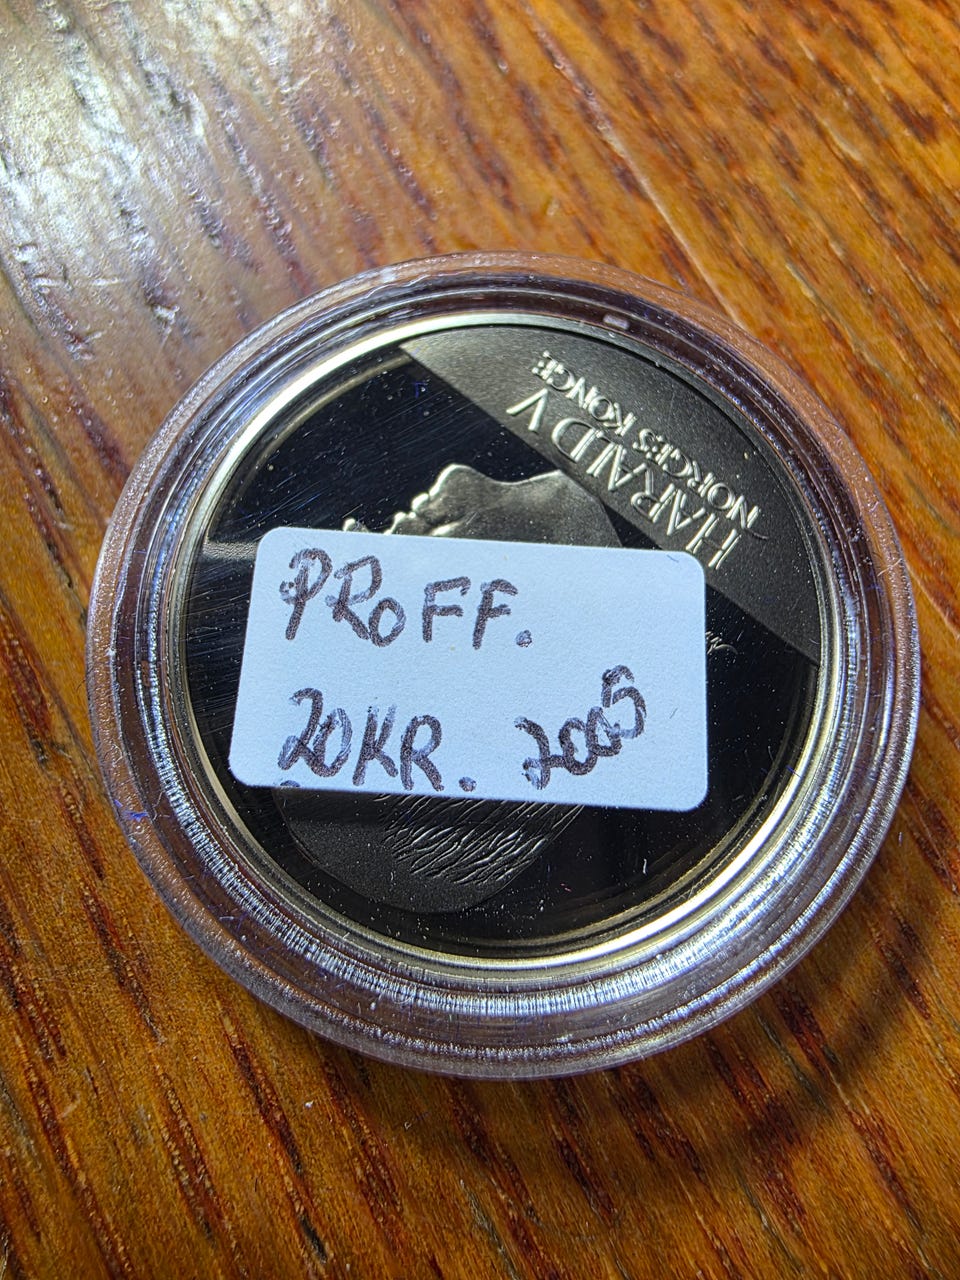 HARALD V
NORGES KONGE
PROFF.
20KR. 2005